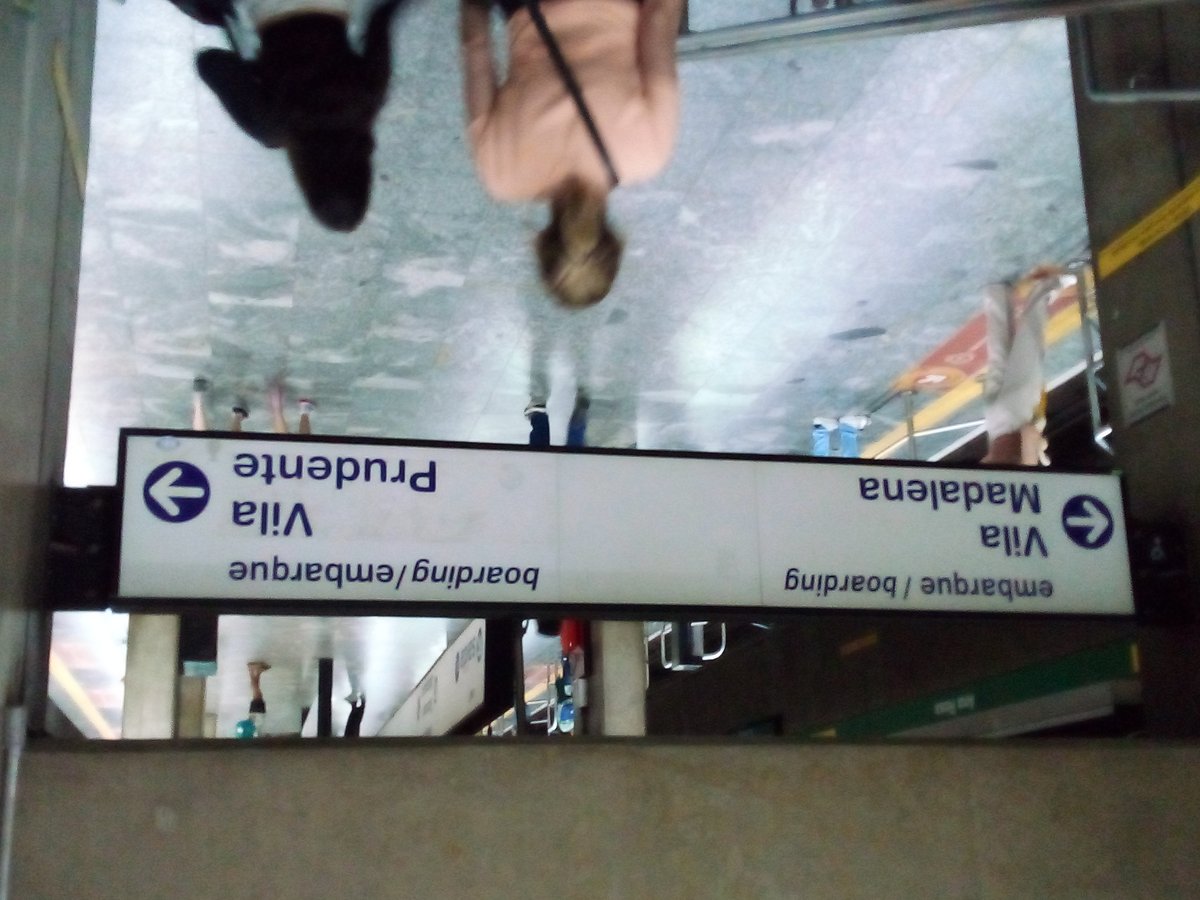 embarque / boarding
Vila
Madalena
boarding/embarque
Vila
Prudente